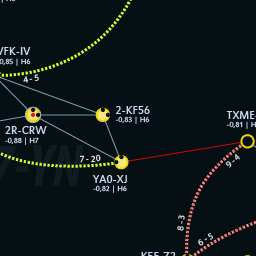 VFK-IV
-0,85 | H6
4 - 5
2-KF56
-0,83 | H6
2R-CRW
-0,88 | H7
TXME-
-0,81 | H
7 - 20
9 - 4
YA0-XJ
-0,82 | H6
8 - 3
6 - 5